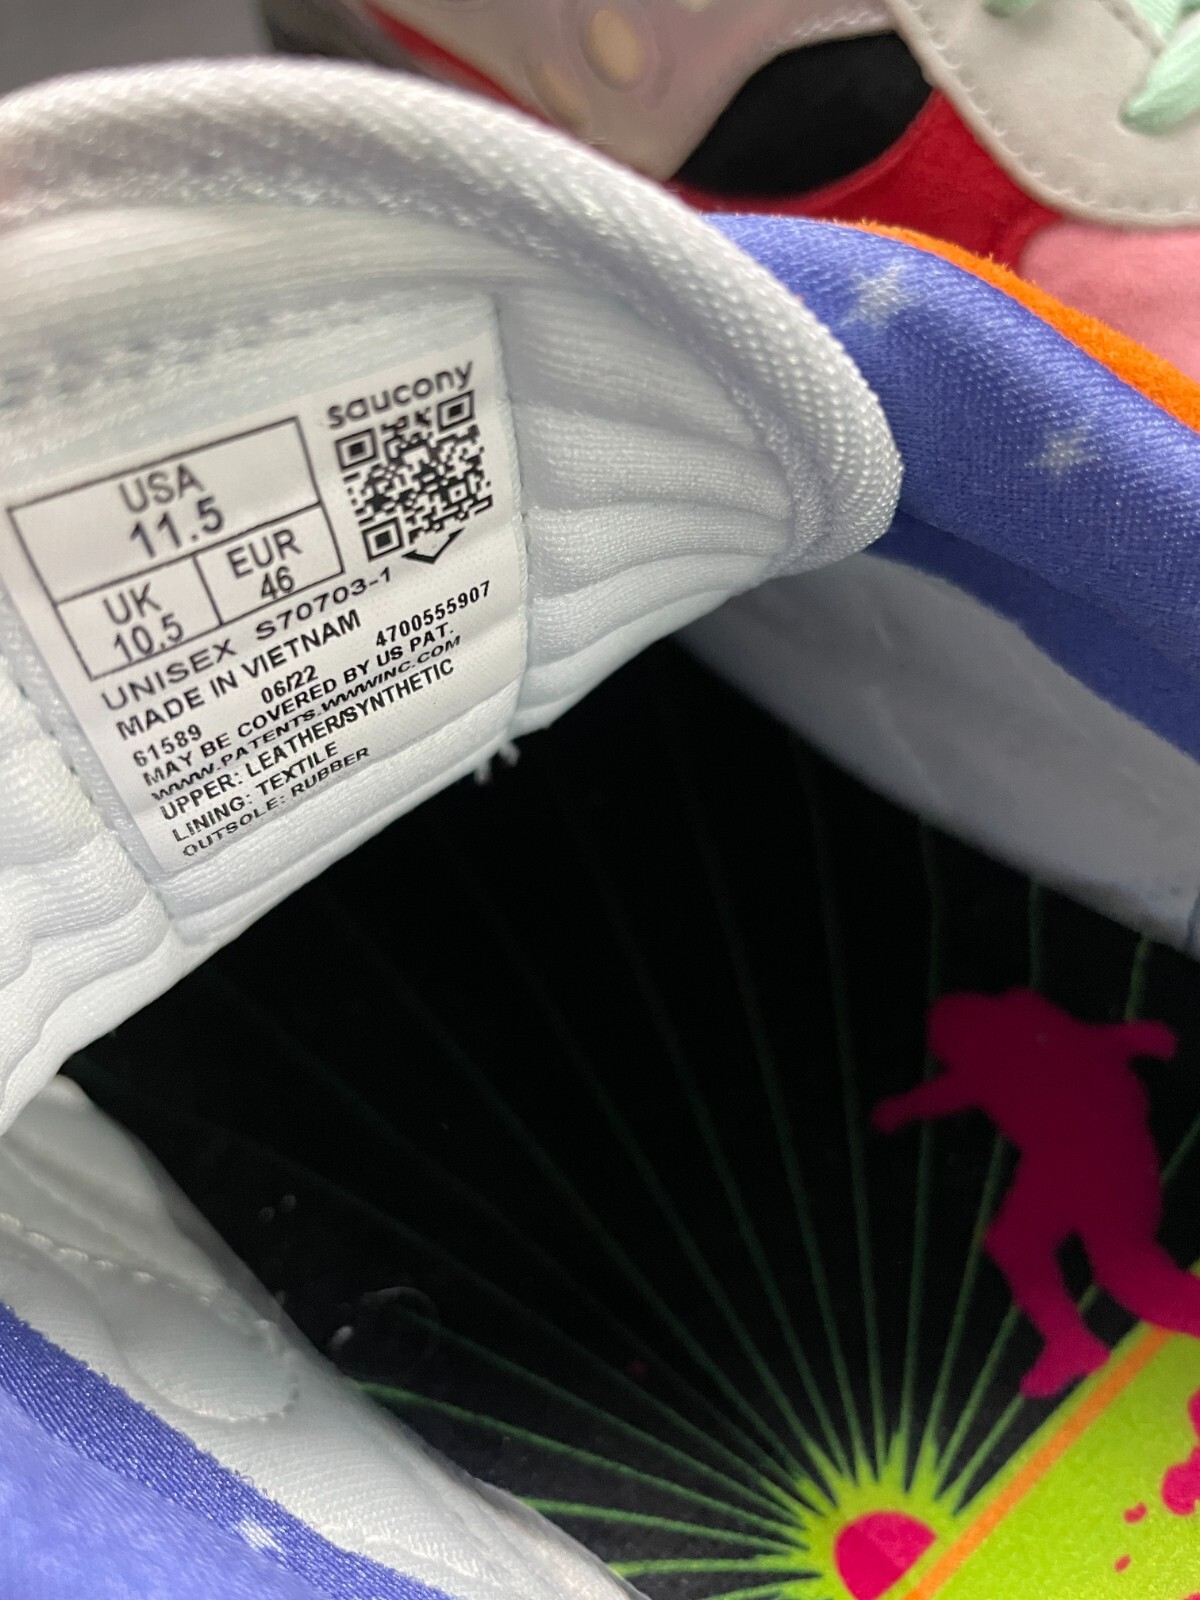 saucony
USA
11.5
UK
10.5
EUR
46
UNISEX S70703-1
MADE IN VIETNAM
61589 06/22 4700555907
MAY BE COVERED BY US PAT.
WWW.PATENTS.WWWINC.COM
UPPER: LEATHER/SYNTHETIC
LINING: TEXTILE
OUTSOLE: RUBBER